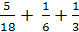 5/18 + 1/6 + 1/3